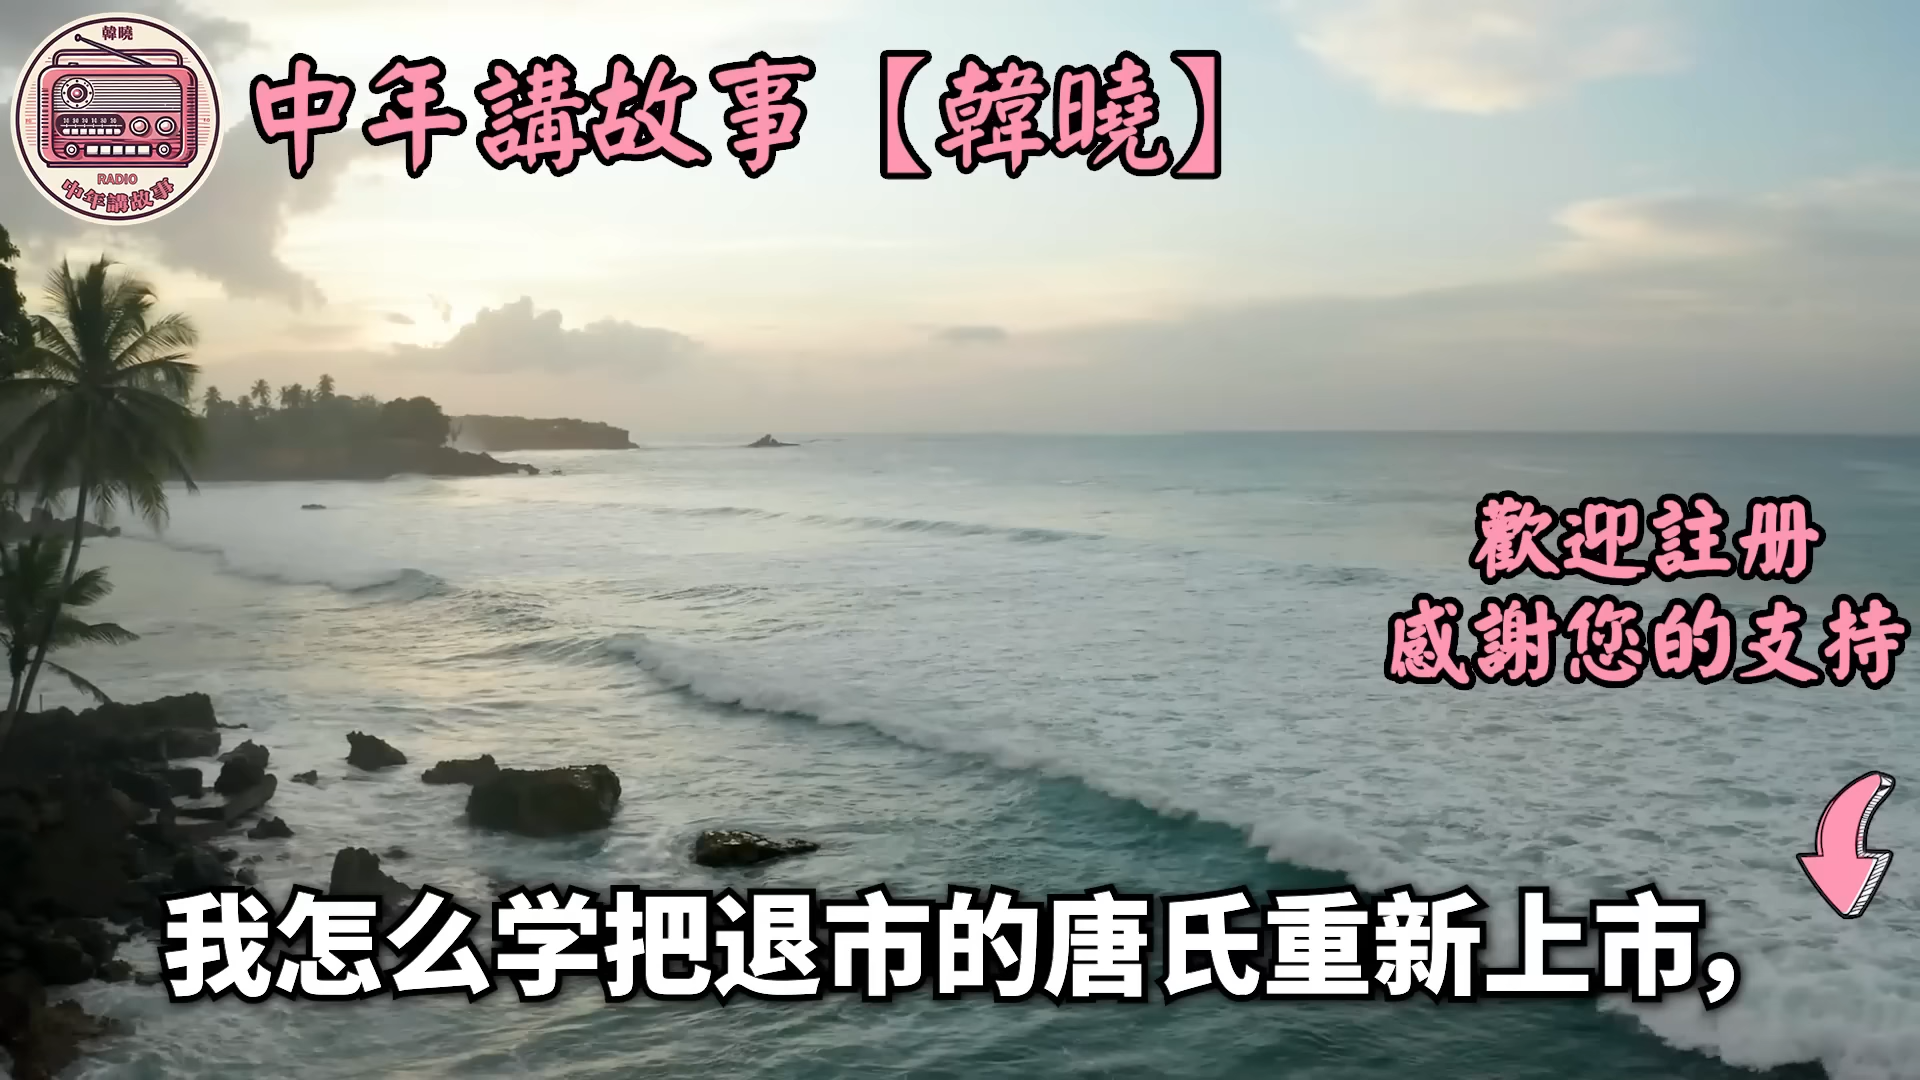 韓曉
RADIO
中年講故事
中年講故事【韓曉】
歡迎註册
感謝您的支持
我怎么学把退市的唐氏重新上市,